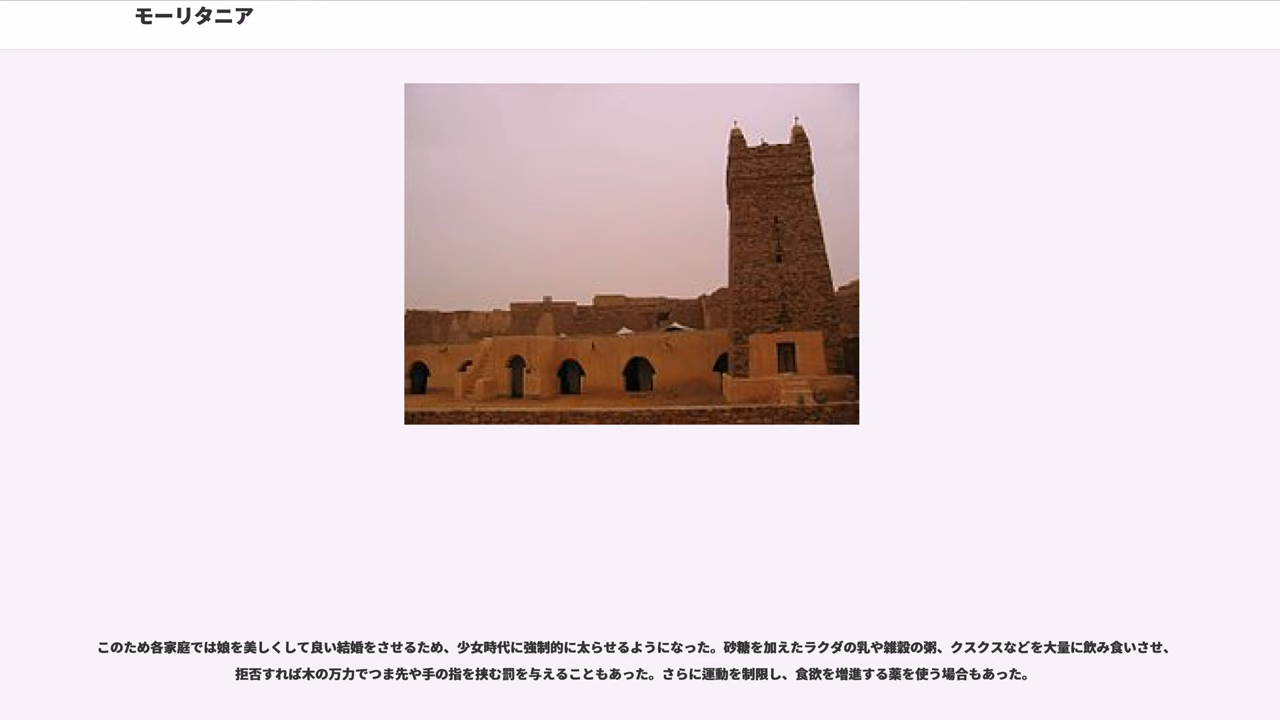 モーリタニア
このため各家庭では娘を美しくして良い結婚をさせるため、少女時代に強制的に太らせるようになった。砂糖を加えたラクダの乳や雑穀の粥、クスクスなどを大量に飲み食いさせ、
拒否すれば木の万力でつま先や手の指を挟む罰を与えることもあった。さらに運動を制限し、食欲を増進する薬を使う場合もあった。